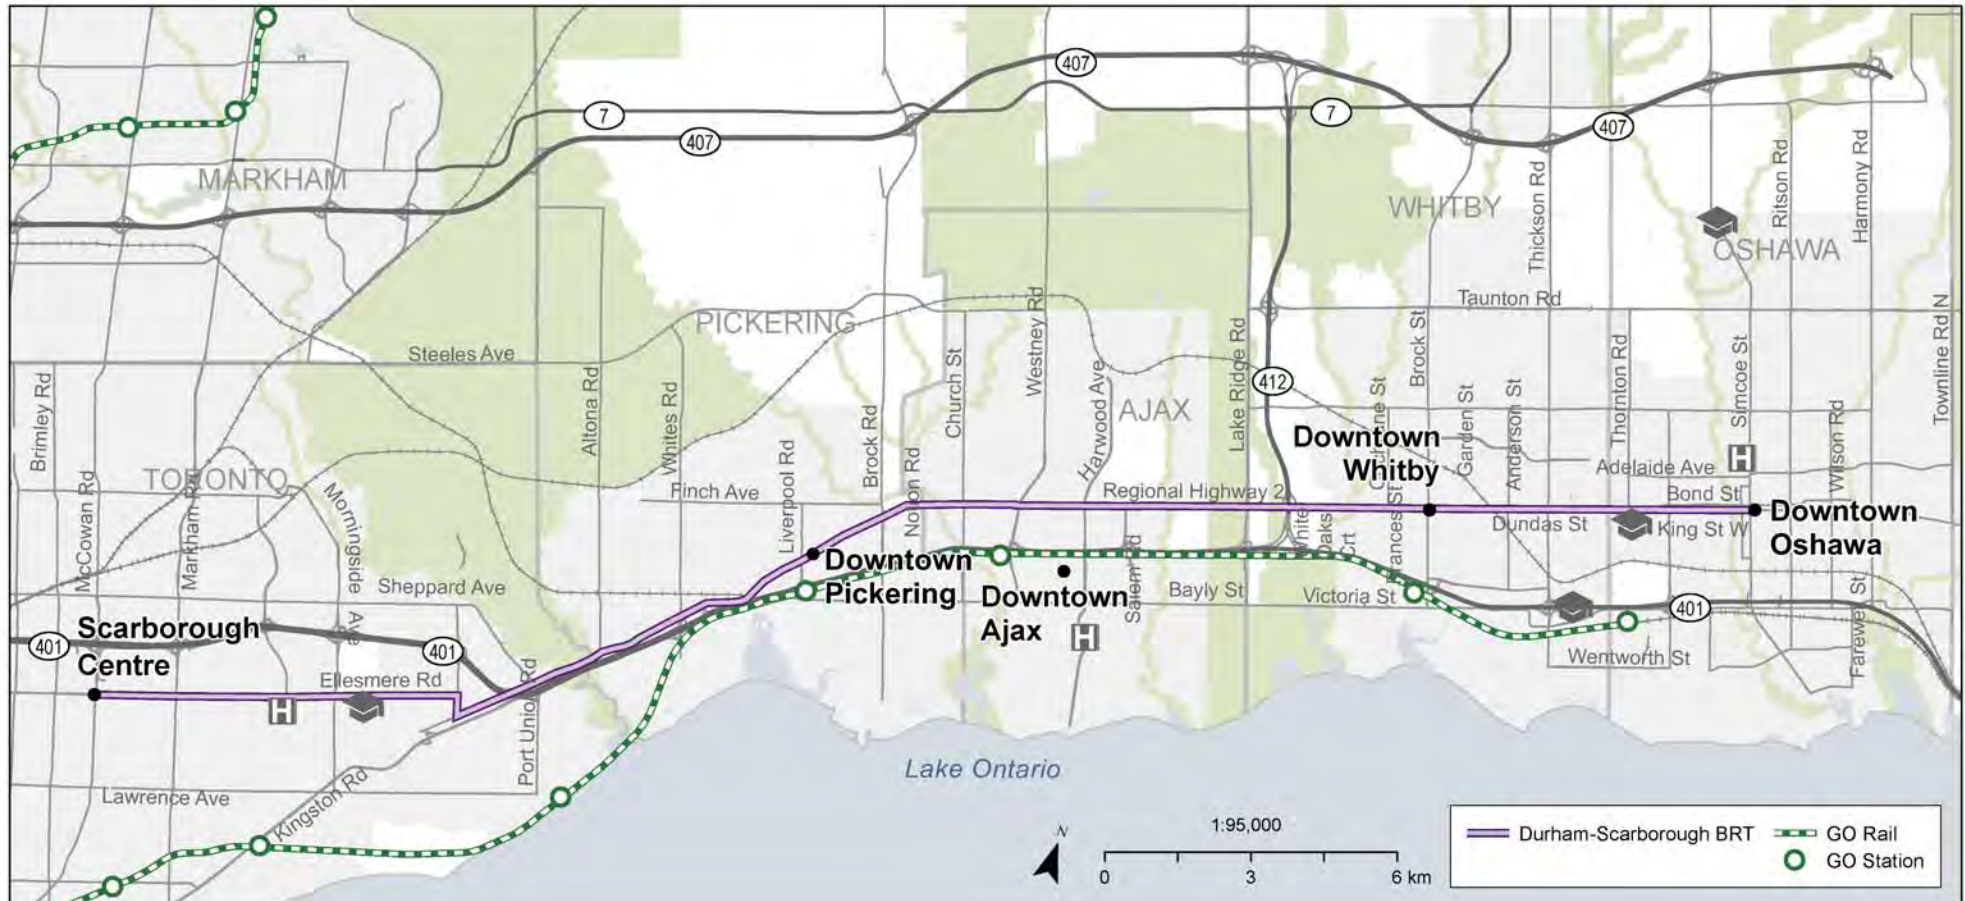 407
7
7
407
407
MARKHAM
WHITBY
OSHAWA
Thickson Rd
Ritson Rd
Harmony Rd
Taunton Rd
PICKERING
Steeles Ave
Brimley Rd
Altona Rd
Whites Rd
Church St
Westney Rd
Harwood Ave
Lake Ridge Rd
412
AJAX
Brock St
Garden St
Anderson St
Thornton Rd
Simcoe St
Townline Rd N
Wilson Rd
Brock Rd
Liverpool Rd
Downtown
Whitby
Adelaide Ave
H
TORONTO
McCowan Rd
Markham Rd
Morningside Ave
Finch Ave
Regional Highway 2
Bond St
Dundas St
King St W
Downtown
Oshawa
White
Oaks
Crt
Downtown
Pickering
Downtown
Ajax
Salem Rd
Bayly St
Victoria St
Sheppard Ave
401
Scarborough
Centre
401
401
Farewell St
Wentworth St
H
Ellesmere Rd
H
Port Union Rd
Lake Ontario
Lawrence Ave
Kingston Rd
N
1:95,000
0 3 6 km
Durham-Scarborough BRT
GO Rail
GO Station